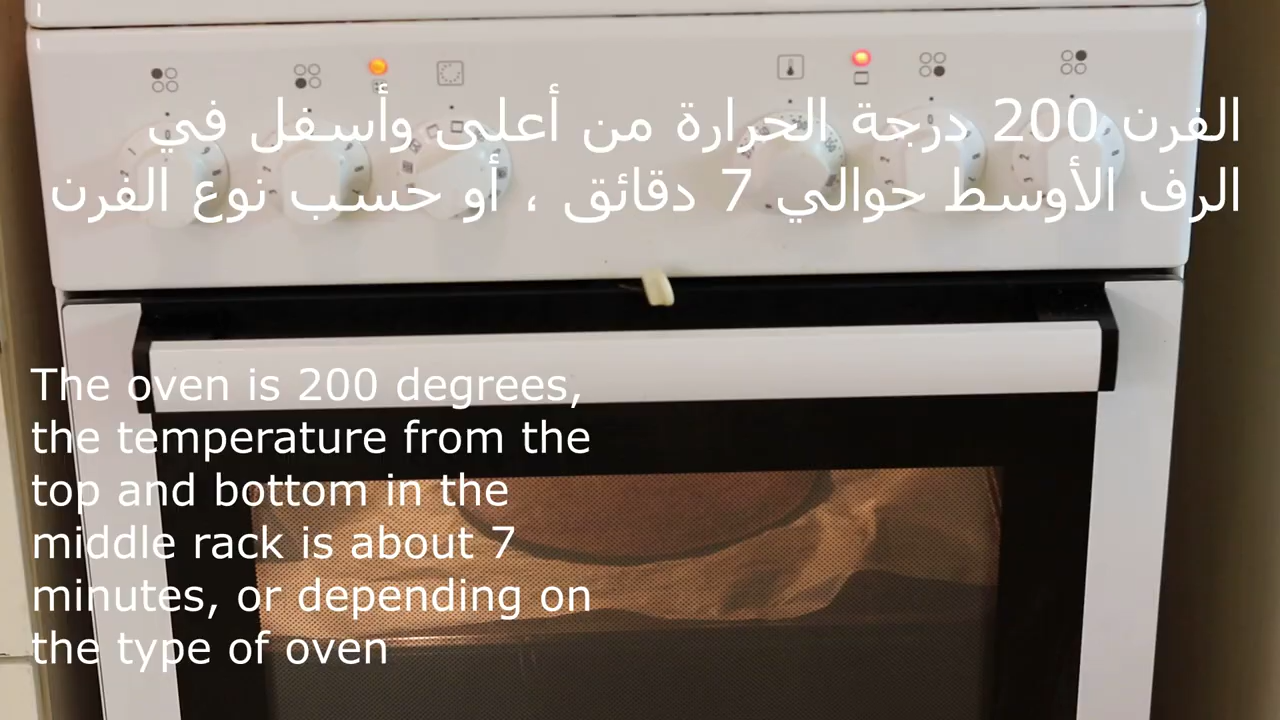 الفرن 200 درجة الحرارة من أعلى وأسفل في
الرف الأوسط حوالي 7 دقائق ، أو حسب نوع الفرن
The oven is 200 degrees,
the temperature from the
top and bottom in the
middle rack is about 7
minutes, or depending on
the type of oven